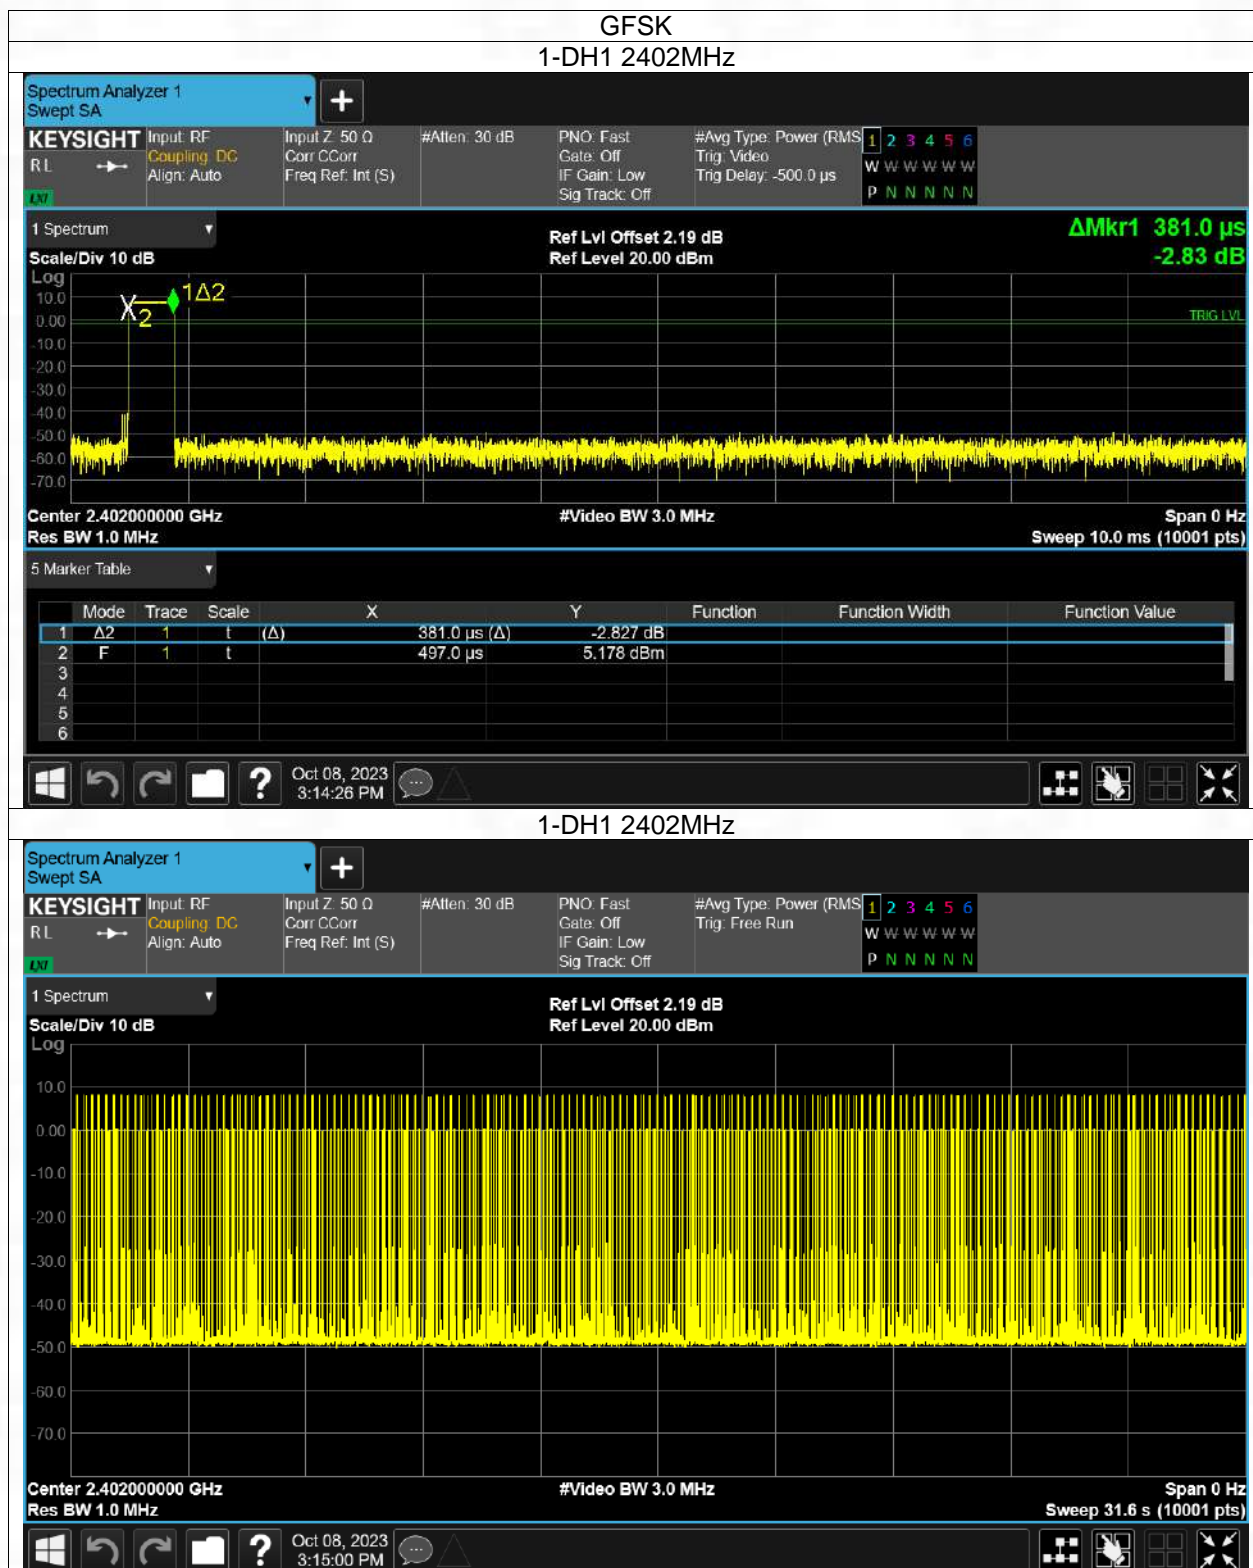 GFSK
1-DH1 2402MHz
Spectrum Analyzer 1
Swept SA
KEYSIGHT
R L
LXI
Input: RF
Coupling: DC
Align: Auto
Input Z: 50 Ω
Corr CCorr
Freq Ref: Int (S)
#Atten: 30 dB
PNO: Fast
Gate: Off
IF Gain: Low
Sig Track: Off
#Avg Type: Power (RMS
Trig: Video
Trig Delay: -500.0 µs
1 2 3 4 5 6
W W W W W W
P N N N N N
1 Spectrum
Scale/Div 10 dB
Ref Lvl Offset 2.19 dB
Ref Level 20.00 dBm
ΔMkr1 381.0 µs
-2.83 dB
Log
10.0
0.00
-10.0
-20.0
-30.0
-40.0
-50.0
-60.0
-70.0
X2
1Δ2
TRIG LVL
Center 2.402000000 GHz
#Video BW 3.0 MHz
Span 0 Hz
Res BW 1.0 MHz
Sweep 10.0 ms (10001 pts)
5 Marker Table
Mode Trace Scale X Y Function Function Width Function Value
1 Δ2 1 t (Δ) 381.0 µs (Δ) -2.827 dB
2 F 1 t 497.0 µs 5.178 dBm
3
4
5
6
?
Oct 08, 2023
3:14:26 PM
1-DH1 2402MHz
Spectrum Analyzer 1
Swept SA
KEYSIGHT
R L
LXI
Input: RF
Coupling: DC
Align: Auto
Input Z: 50 Ω
Corr CCorr
Freq Ref: Int (S)
#Atten: 30 dB
PNO: Fast
Gate: Off
IF Gain: Low
Sig Track: Off
#Avg Type: Power (RMS
Trig: Free Run
1 2 3 4 5 6
W W W W W W
P N N N N N
1 Spectrum
Scale/Div 10 dB
Ref Lvl Offset 2.19 dB
Ref Level 20.00 dBm
Log
10.0
0.00
-10.0
-20.0
-30.0
-40.0
-50.0
-60.0
-70.0
Center 2.402000000 GHz
#Video BW 3.0 MHz
Span 0 Hz
Res BW 1.0 MHz
Sweep 31.6 s (10001 pts)
?
Oct 08, 2023
3:15:00 PM